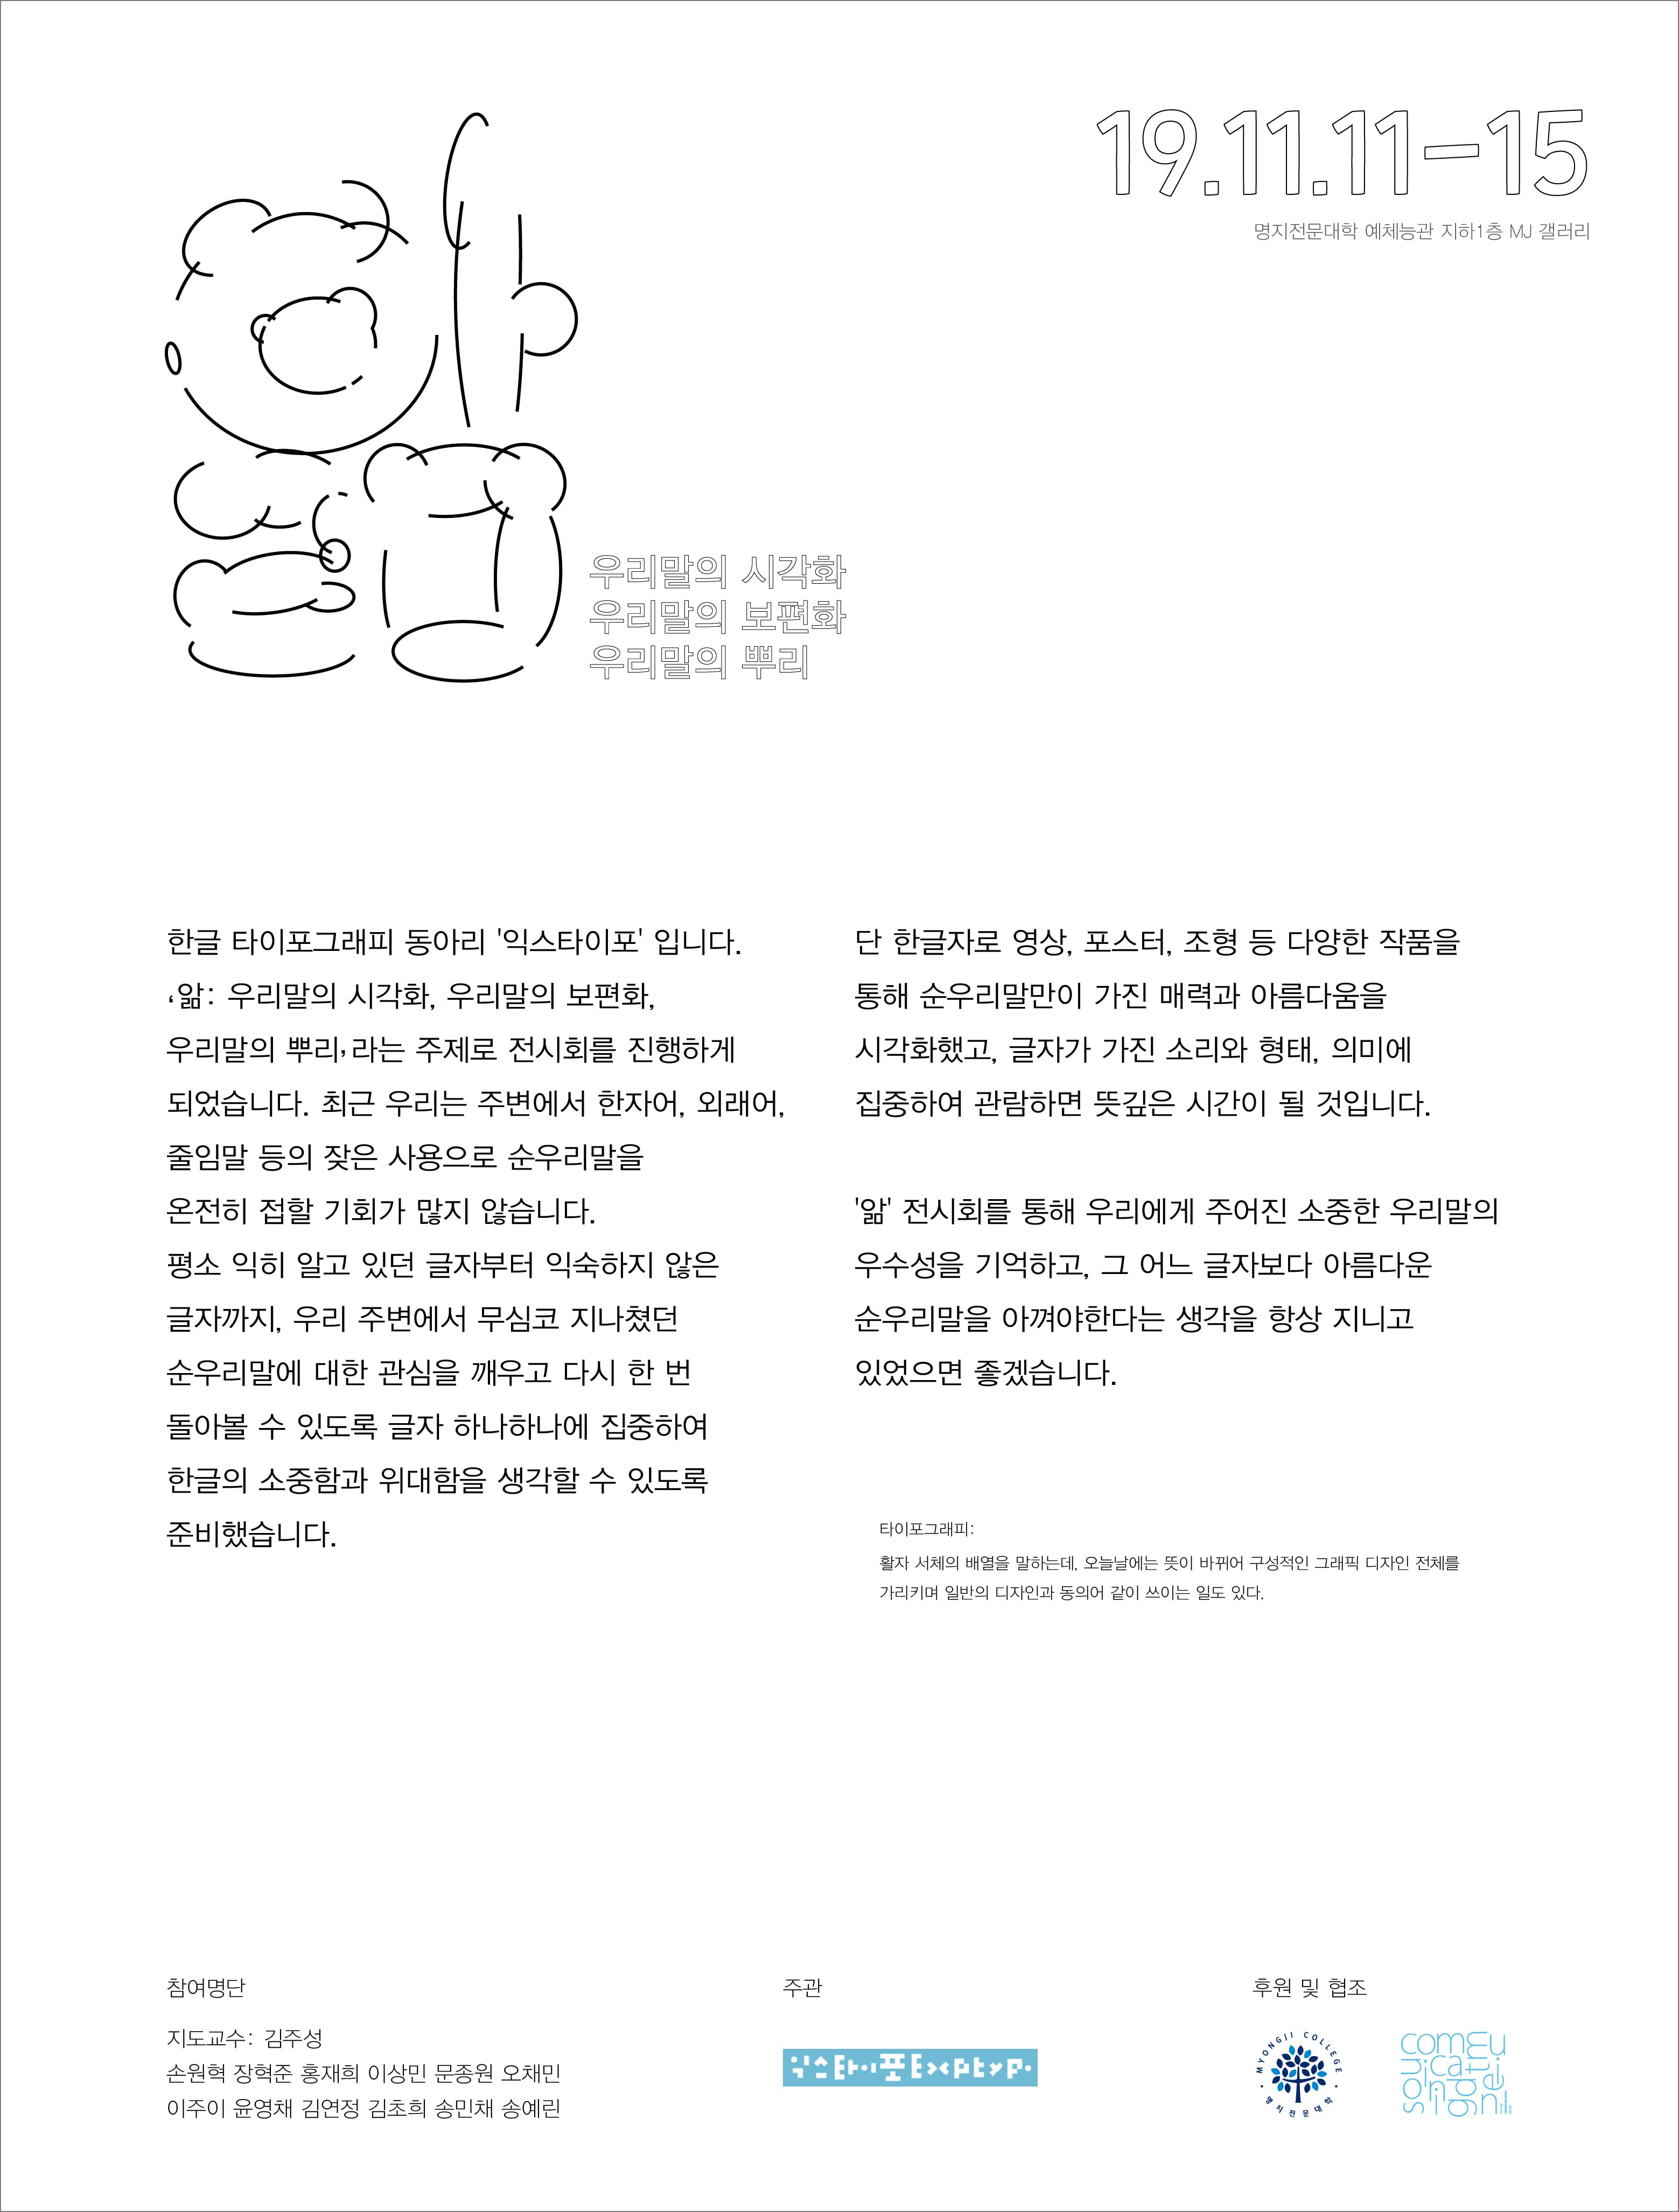 19.11.11-15
명지전문대학 예체능관 지하1층 MJ 갤러리
앎
우리말의 시각화
우리말의 보편화
우리말의 뿌리
한글 타이포그래피 동아리 '익스타이포' 입니다.
‘앎: 우리말의 시각화, 우리말의 보편화,
우리말의 뿌리’라는 주제로 전시회를 진행하게
되었습니다. 최근 우리는 주변에서 한자어, 외래어,
줄임말 등의 잦은 사용으로 순우리말을
온전히 접할 기회가 많지 않습니다.
평소 익히 알고 있던 글자부터 익숙하지 않은
글자까지, 우리 주변에서 무심코 지나쳤던
순우리말에 대한 관심을 깨우고 다시 한 번
돌아볼 수 있도록 글자 하나하나에 집중하여
한글의 소중함과 위대함을 생각할 수 있도록
준비했습니다.
단 한글자로 영상, 포스터, 조형 등 다양한 작품을
통해 순우리말만이 가진 매력과 아름다움을
시각화했고, 글자가 가진 소리와 형태, 의미에
집중하여 관람하면 뜻깊은 시간이 될 것입니다.
'앎' 전시회를 통해 우리에게 주어진 소중한 우리말의
우수성을 기억하고, 그 어느 글자보다 아름다운
순우리말을 아껴야한다는 생각을 항상 지니고
있었으면 좋겠습니다.
타이포그래피:
활자 서체의 배열을 말하는데, 오늘날에는 뜻이 바뀌어 구성적인 그래픽 디자인 전체를
가리키며 일반의 디자인과 동의어 같이 쓰이는 일도 있다.
참여명단
지도교수: 김주성
손원혁 장혁준 홍재희 이상민 문종원 오채민
이주이 윤영채 김연정 김초희 송민채 송예린
주관
익스타이포 Exptypo
후원 및 협조
MYONGJI COLLEGE
명지전문대학